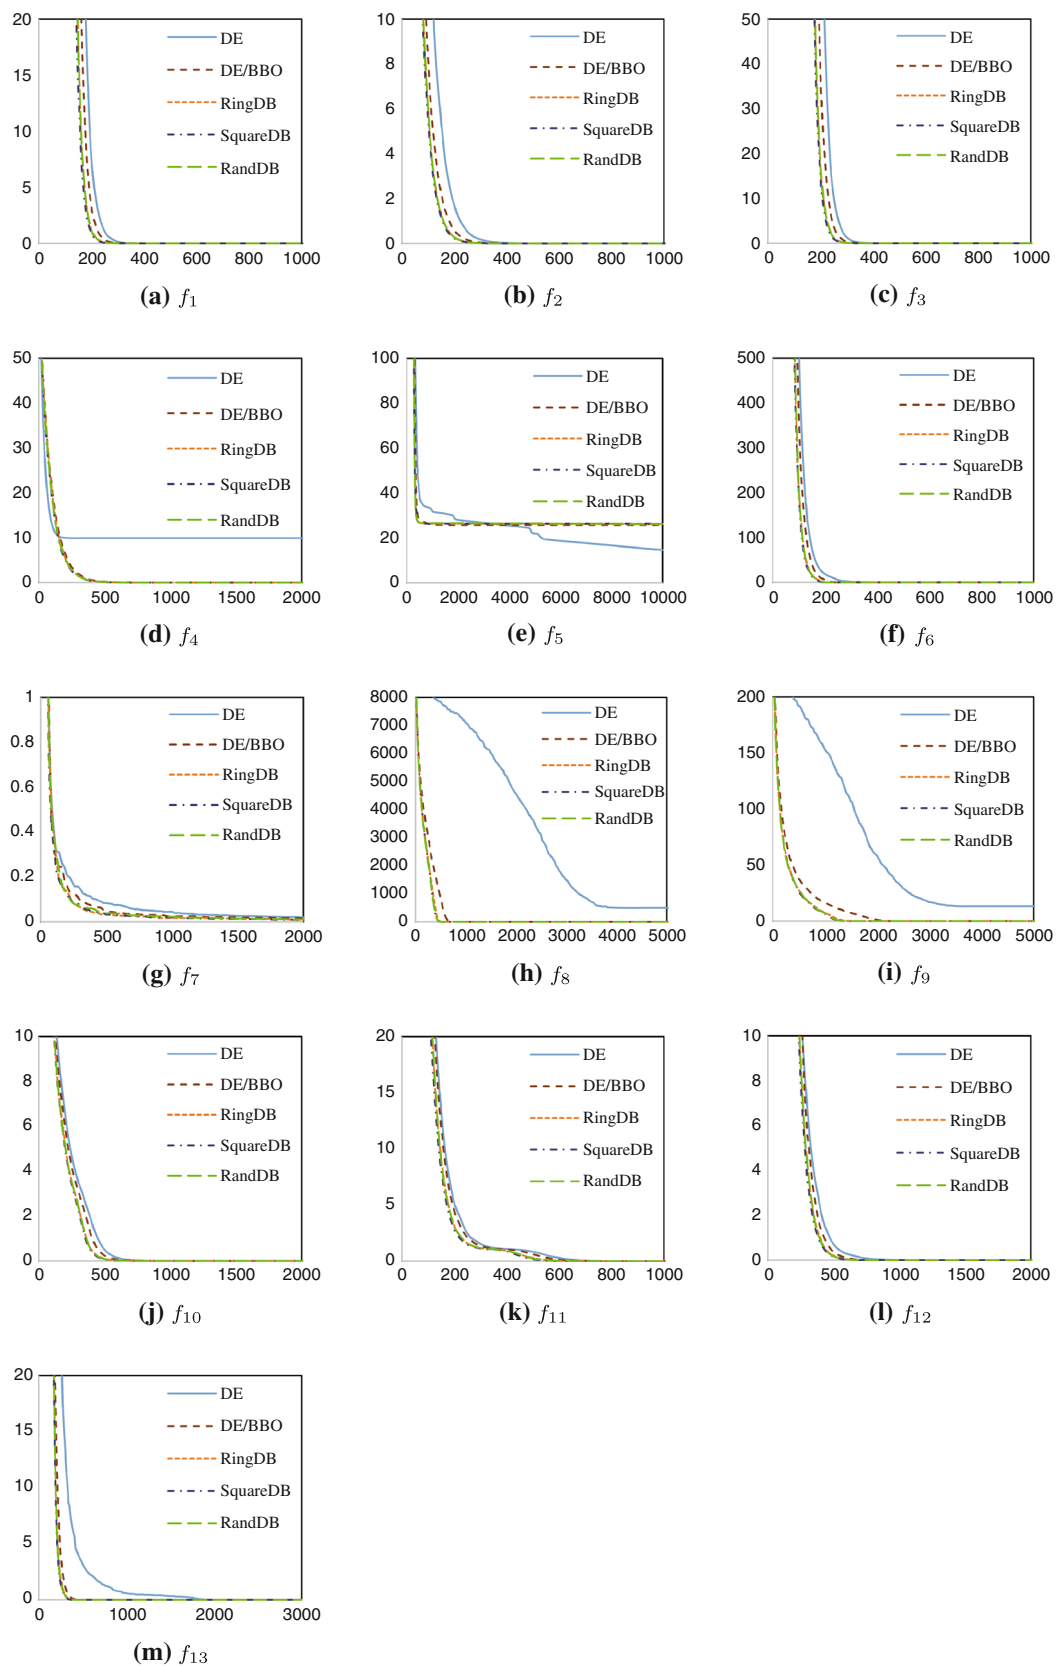 20
15
10
5
0
0 200 400 600 800 1000
DE
DE/BBO
RingDB
SquareDB
RandDB
(a) f1
10
8
6
4
2
0
0 200 400 600 800 1000
DE
DE/BBO
RingDB
SquareDB
RandDB
(b) f2
50
40
30
20
10
0
0 200 400 600 800 1000
DE
DE/BBO
RingDB
SquareDB
RandDB
(c) f3
50
40
30
20
10
0
0 500 1000 1500 2000
DE
DE/BBO
RingDB
SquareDB
RandDB
(d) f4
100
80
60
40
20
0
0 2000 4000 6000 8000 10000
DE
DE/BBO
RingDB
SquareDB
RandDB
(e) f5
500
400
300
200
100
0
0 200 400 600 800 1000
DE
DE/BBO
RingDB
SquareDB
RandDB
(f) f6
1
0.8
0.6
0.4
0.2
0
0 500 1000 1500 2000
DE
DE/BBO
RingDB
SquareDB
RandDB
(g) f7
8000
7000
6000
5000
4000
3000
2000
1000
0
0 1000 2000 3000 4000 5000
DE
DE/BBO
RingDB
SquareDB
RandDB
(h) f8
200
150
100
50
0
0 1000 2000 3000 4000 5000
DE
DE/BBO
RingDB
SquareDB
RandDB
(i) f9
10
8
6
4
2
0
0 500 1000 1500 2000
DE
DE/BBO
RingDB
SquareDB
RandDB
(j) f10
20
15
10
5
0
0 200 400 600 800 1000
DE
DE/BBO
RingDB
SquareDB
RandDB
(k) f11
10
8
6
4
2
0
0 500 1000 1500 2000
DE
DE/BBO
RingDB
SquareDB
RandDB
(l) f12
20
15
10
5
0
0 1000 2000 3000
DE
DE/BBO
RingDB
SquareDB
RandDB
(m) f13